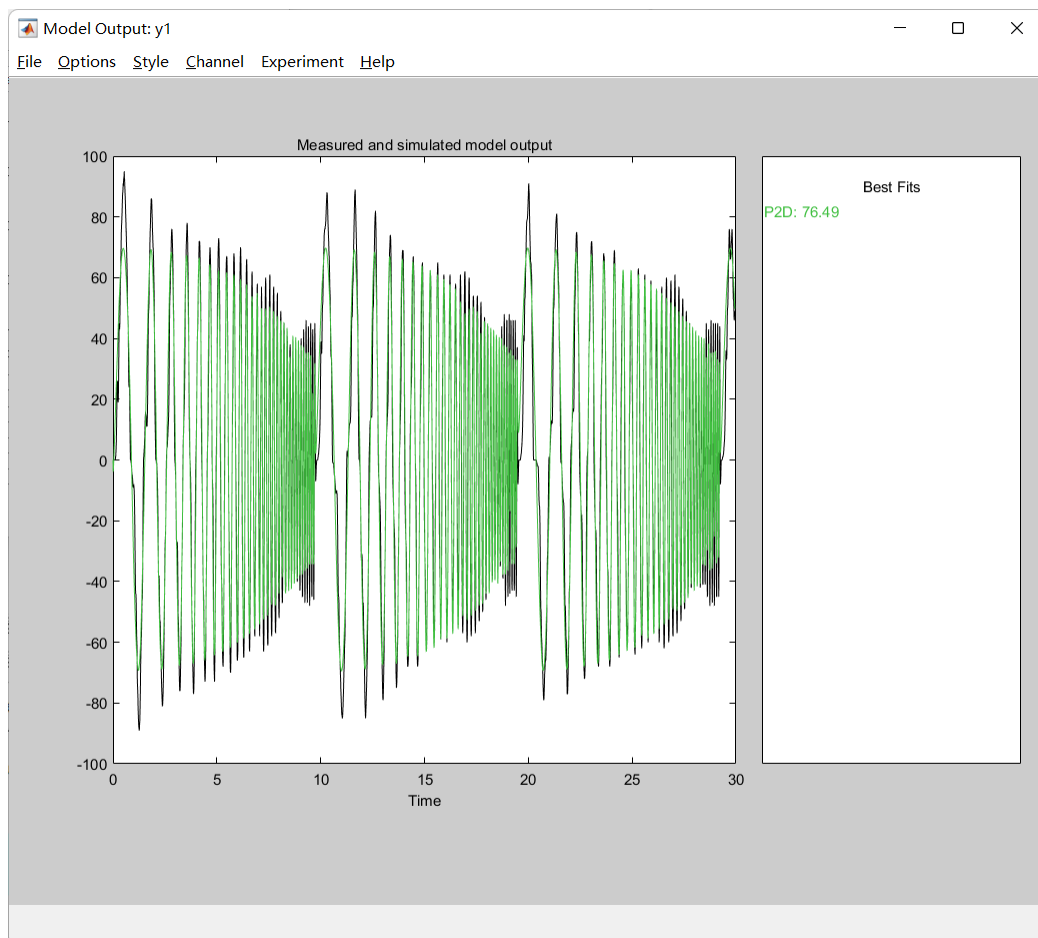 Model Output: y1
File Options Style Channel Experiment Help
Measured and simulated model output
100
80
60
40
20
0
-20
-40
-60
-80
-100
0 5 10 15 20 25 30
Time
Best Fits
P2D: 76.49